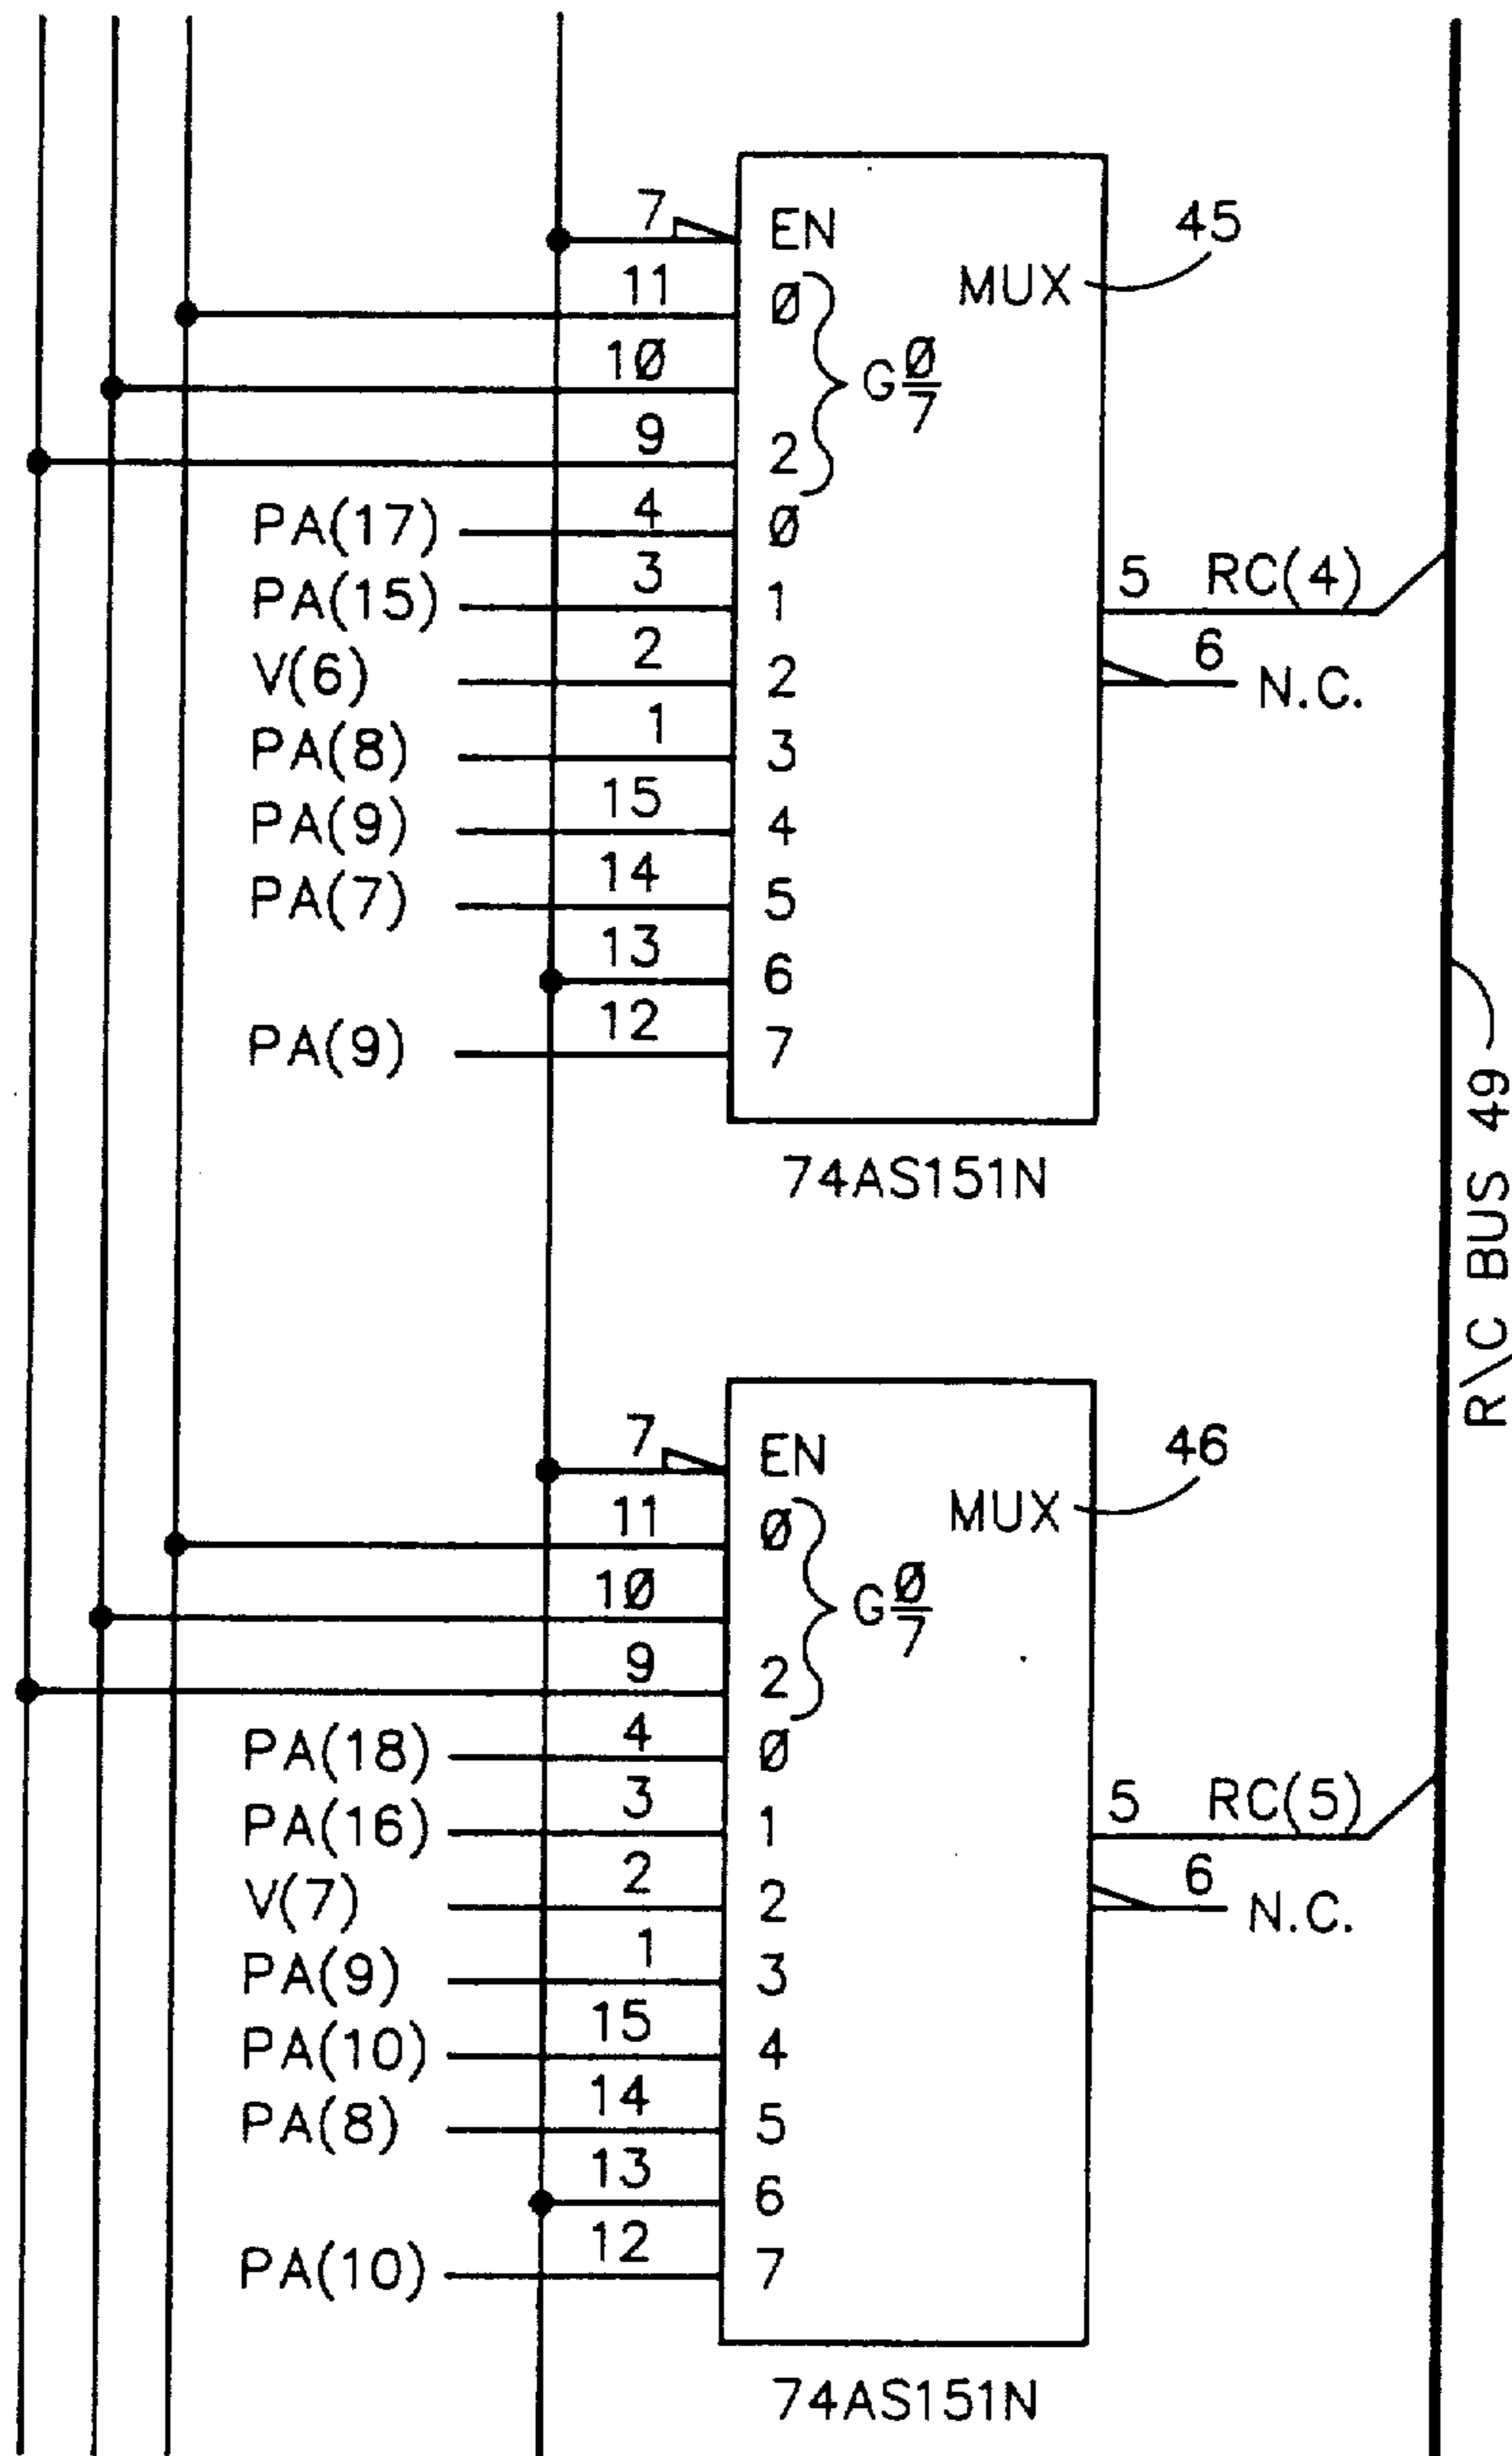 7 EN
45
11 Ø
MUX
10
G Ø/7
9 2
PA(17) 4 Ø
PA(15) 3 1
5 RC(4)
V(6) 2 2
6 N.C.
PA(8) 1 3
PA(9) 15 4
PA(7) 14 5
13 6
PA(9) 12 7
74AS151N
R\C BUS 49
7 EN
46
11 Ø
MUX
1Ø
G Ø/7
9 2
PA(18) 4 Ø
PA(16) 3 1
5 RC(5)
V(7) 2 2
6 N.C.
PA(9) 1 3
PA(10) 15 4
PA(8) 14 5
13 6
PA(10) 12 7
74AS151N